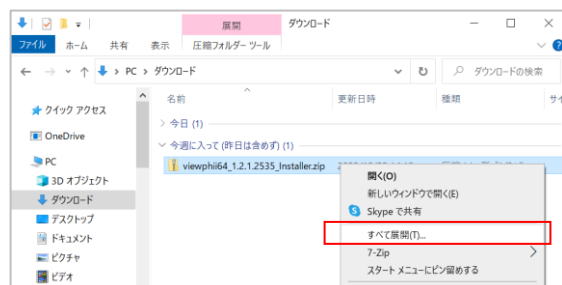 展開
ダウンロード
ファイル
ホーム
共有
表示
圧縮フォルダー ツール
PC
ダウンロード
ダウンロードの検索
名前
更新日時
種類
クイック アクセス
今日 (1)
OneDrive
今週に入って (昨日は含めず) (1)
PC
viewphii64_1.2.1.2535_Installer.zip
3D オブジェクト
開く(O)
ダウンロード
新しいウィンドウで開く(E)
デスクトップ
Skype で共有
ドキュメント
すべて展開(T)...
ピクチャ
7-Zip
ビデオ
スタート メニューにピン留めする